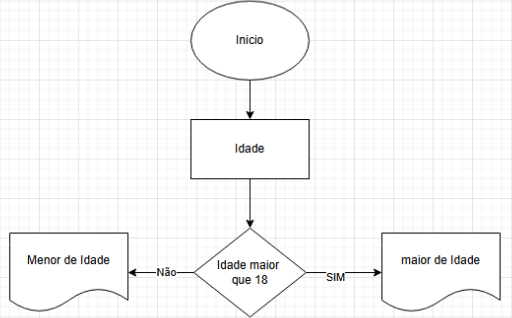 Inicio
Idade
Idade maior
que 18
Menor de Idade
Não
SIM
maior de Idade